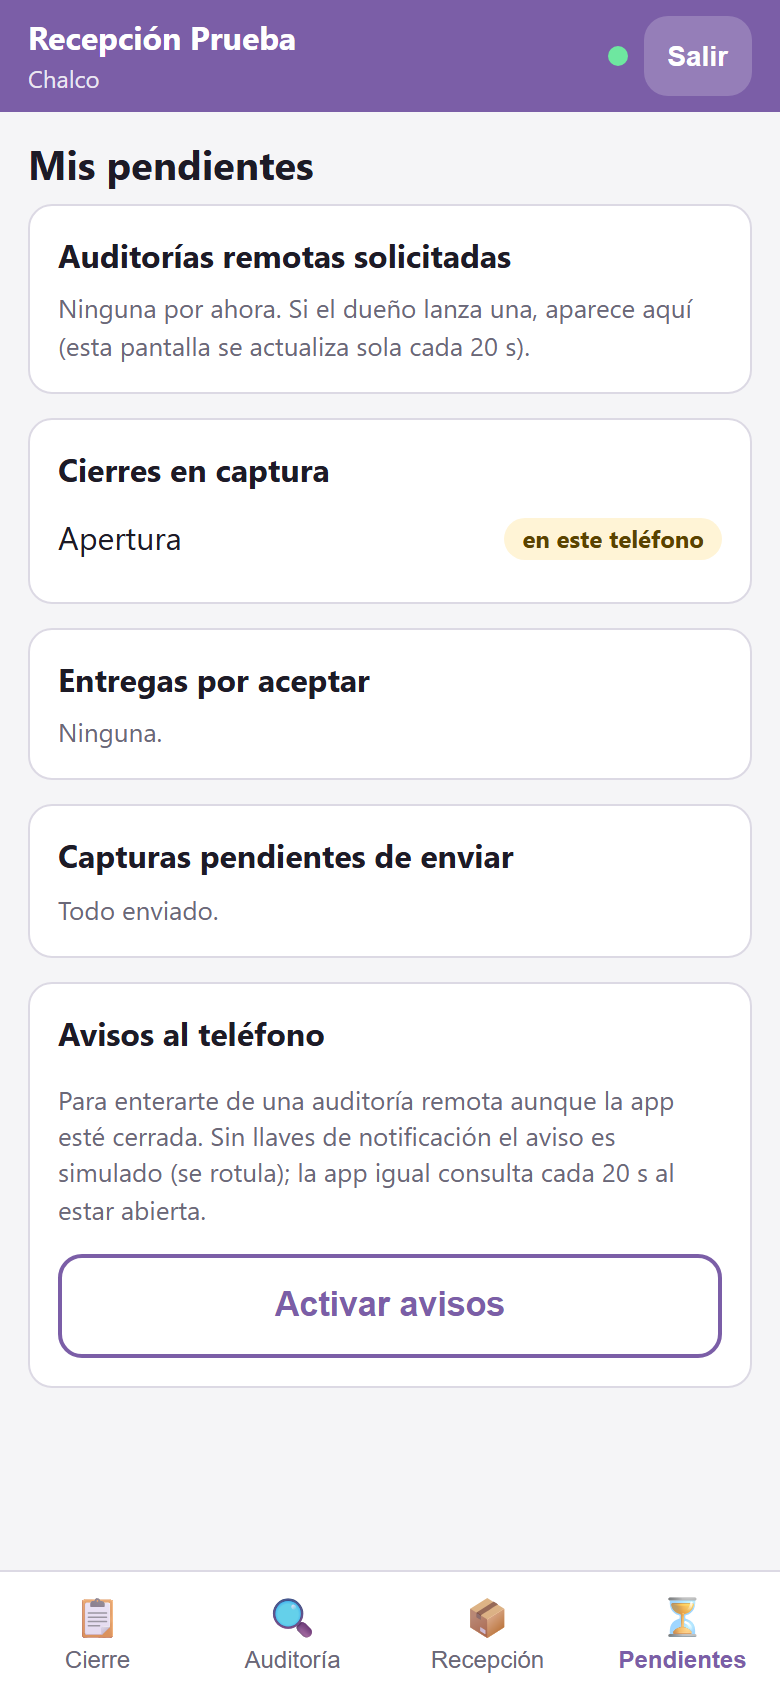 Recepción Prueba
Chalco
Salir
Mis pendientes
Auditorías remotas solicitadas
Ninguna por ahora. Si el dueño lanza una, aparece aquí
(esta pantalla se actualiza sola cada 20 s).
Cierres en captura
Apertura
en este teléfono
Entregas por aceptar
Ninguna.
Capturas pendientes de enviar
Todo enviado.
Avisos al teléfono
Para enterarte de una auditoría remota aunque la app
esté cerrada. Sin llaves de notificación el aviso es
simulado (se rotula); la app igual consulta cada 20 s al
estar abierta.
Activar avisos
Cierre
Auditoría
Recepción
Pendientes